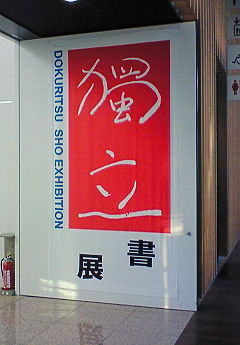 DOKURITSU SHO EXHIBITION
獨立
書
展